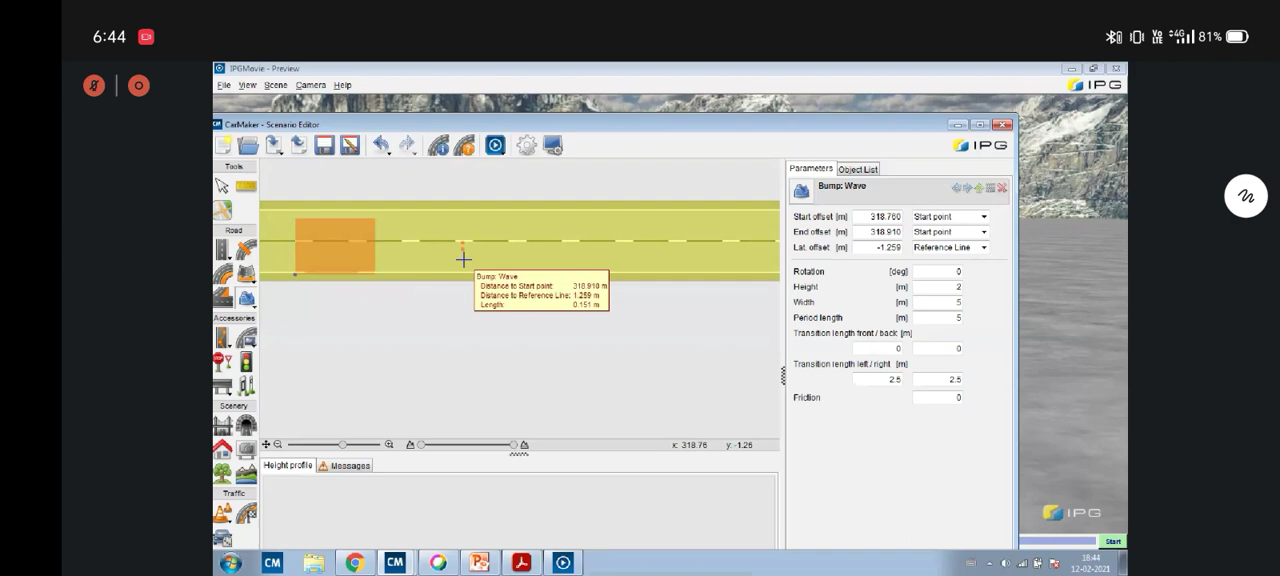 6:44
4G
81%
IPGMovie - Preview
File View Scene Camera Help
IPG
CarMaker - Scenario Editor
IPG
Tools
Road
Accessories
STOP
Scenery
Traffic
Bump: Wave
Distance to Start point: 318.910 m
Distance to Reference Line: 1.259 m
Length: 0.151 m
x: 318.76 y: -1.26
Height profile Messages
Parameters Object List
Bump: Wave
Start offset [m] 318.760 Start point
End offset [m] 318.910 Start point
Lat. offset [m] -1.259 Reference Line
Rotation [deg] 0
Height [m] 2
Width [m] 5
Period length [m] 5
Transition length front / back [m]
0 0
Transition length left / right [m]
2.5 2.5
Friction 0
IPG
Start
CM CM
18:44
12-02-2021